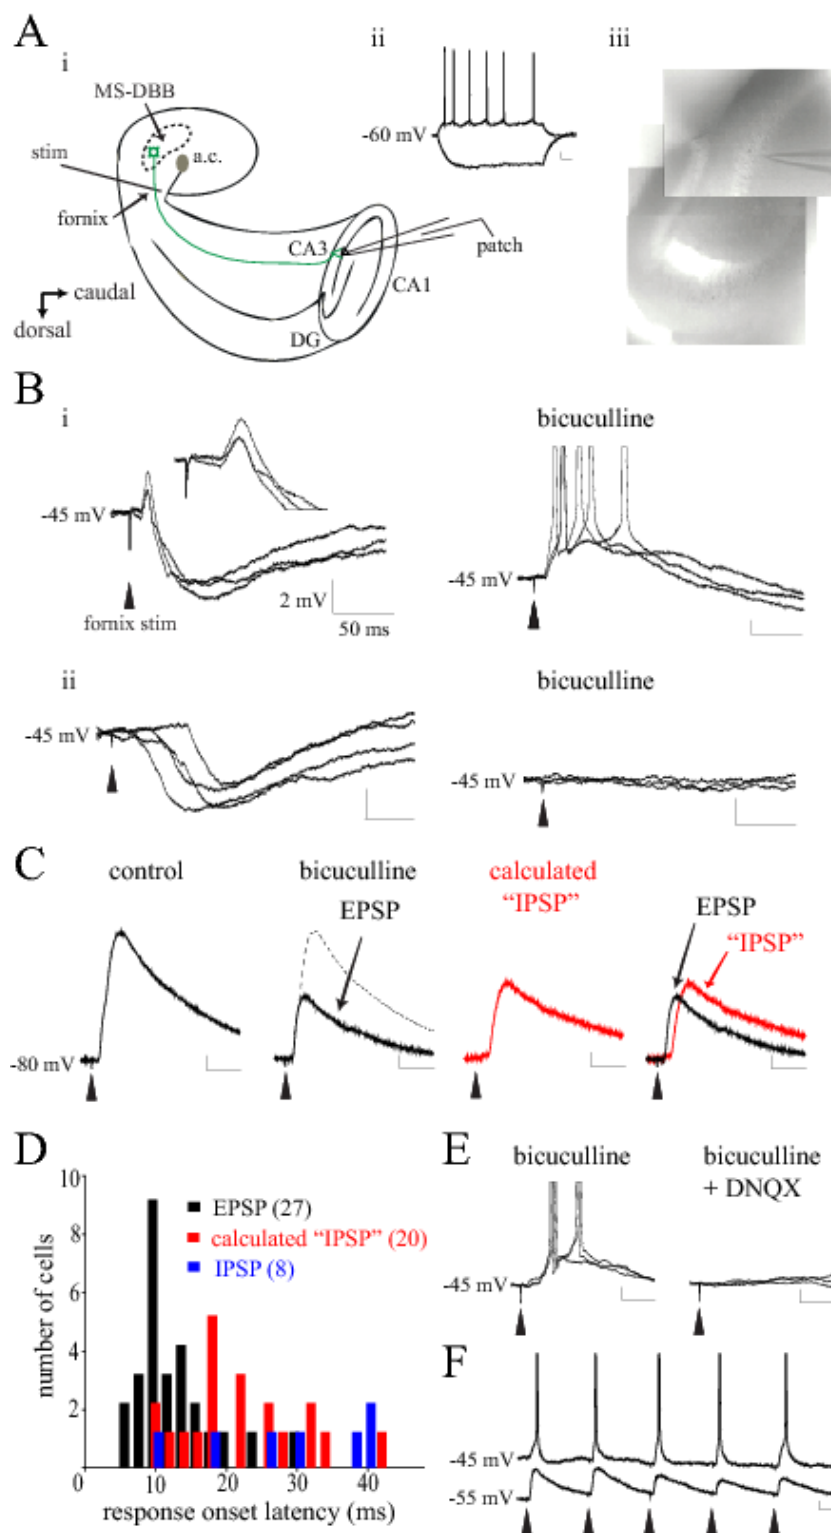 A
i
ii
iii
MS-DBB
stim
a.c.
fornix
-60 mV
CA3
patch
CA1
caudal
dorsal
DG
B
i
bicuculline
-45 mV
-45 mV
2 mV
50 ms
fornix stim
ii
bicuculline
-45 mV
-45 mV
C
control
bicuculline
calculated
"IPSP"
EPSP
EPSP
"IPSP"
-80 mV
D
10
8
6
4
2
0
10
20
30
40
number of cells
response onset latency (ms)
EPSP (27)
calculated "IPSP" (20)
IPSP (8)
E
bicuculline
bicuculline
+ DNQX
-45 mV
F
-45 mV
-55 mV